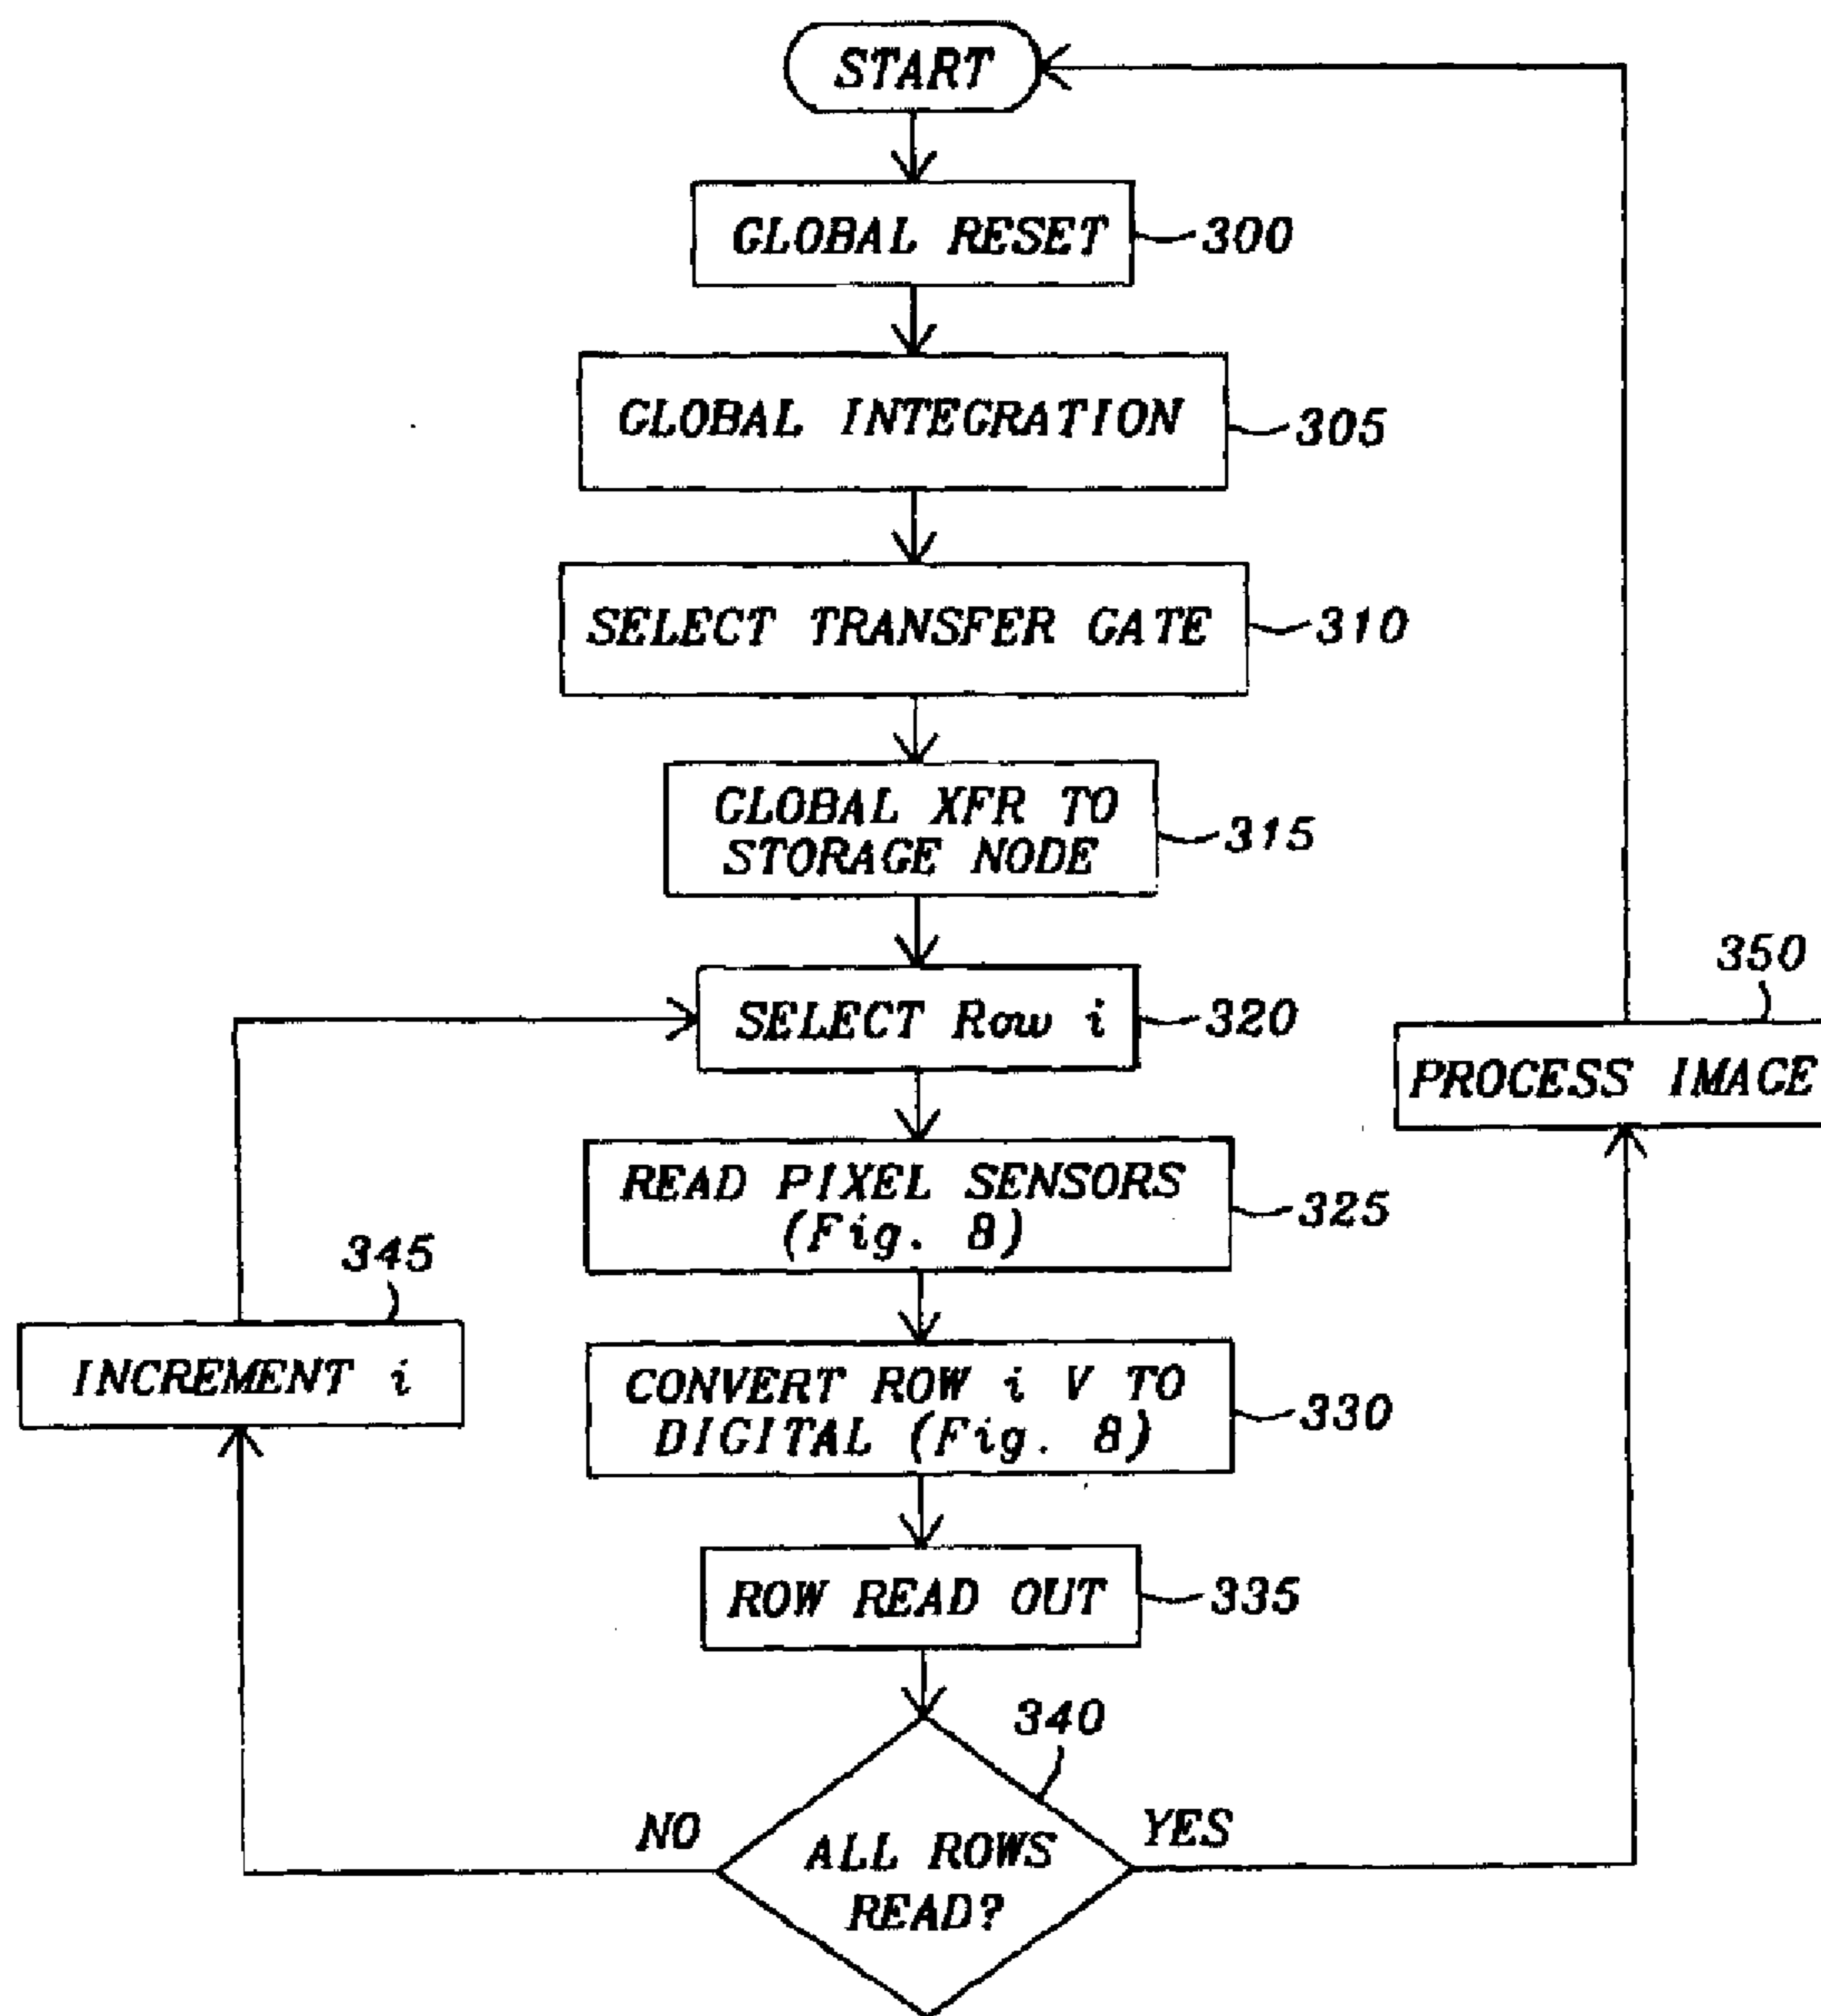 START
GLOBAL RESET
300
GLOBAL INTEGRATION
305
SELECT TRANSFER GATE
310
GLOBAL XFR TO
STORAGE NODE
315
SELECT Row i
320
350
PROCESS IMAGE
READ PIXEL SENSORS
(Fig. 8)
325
345
INCREMENT i
CONVERT ROW i V TO
DIGITAL (Fig. 8)
330
ROW READ OUT
335
340
NO
YES
ALL ROWS
READ?